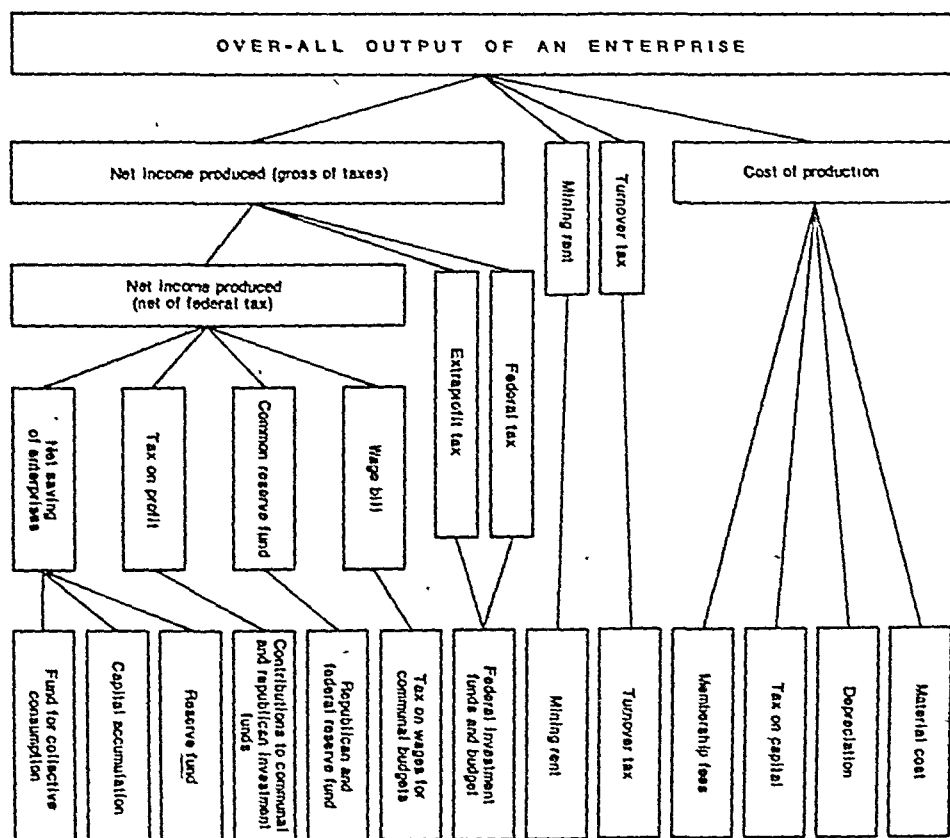 OVER-ALL OUTPUT OF AN ENTERPRISE
Net Income produced (gross of taxes)
Mining rent
Turnover tax
Cost of production
Net Income produced
(net of federal tax)
Extraprofit tax
Federal tax
Net saving
of enterprises
Tax on profit
Common reserve fund
Wage bill
Fund for collective
consumption
Capital accumulation
Reserve fund
Contributions to communal
and republican investment
funds
Republican and
federal reserve fund
Tax on wages for
communal budgets
Federal Investment
funds and budget
Mining rent
Turnover tax
Membership fees
Tax on capital
Depreciation
Material cost